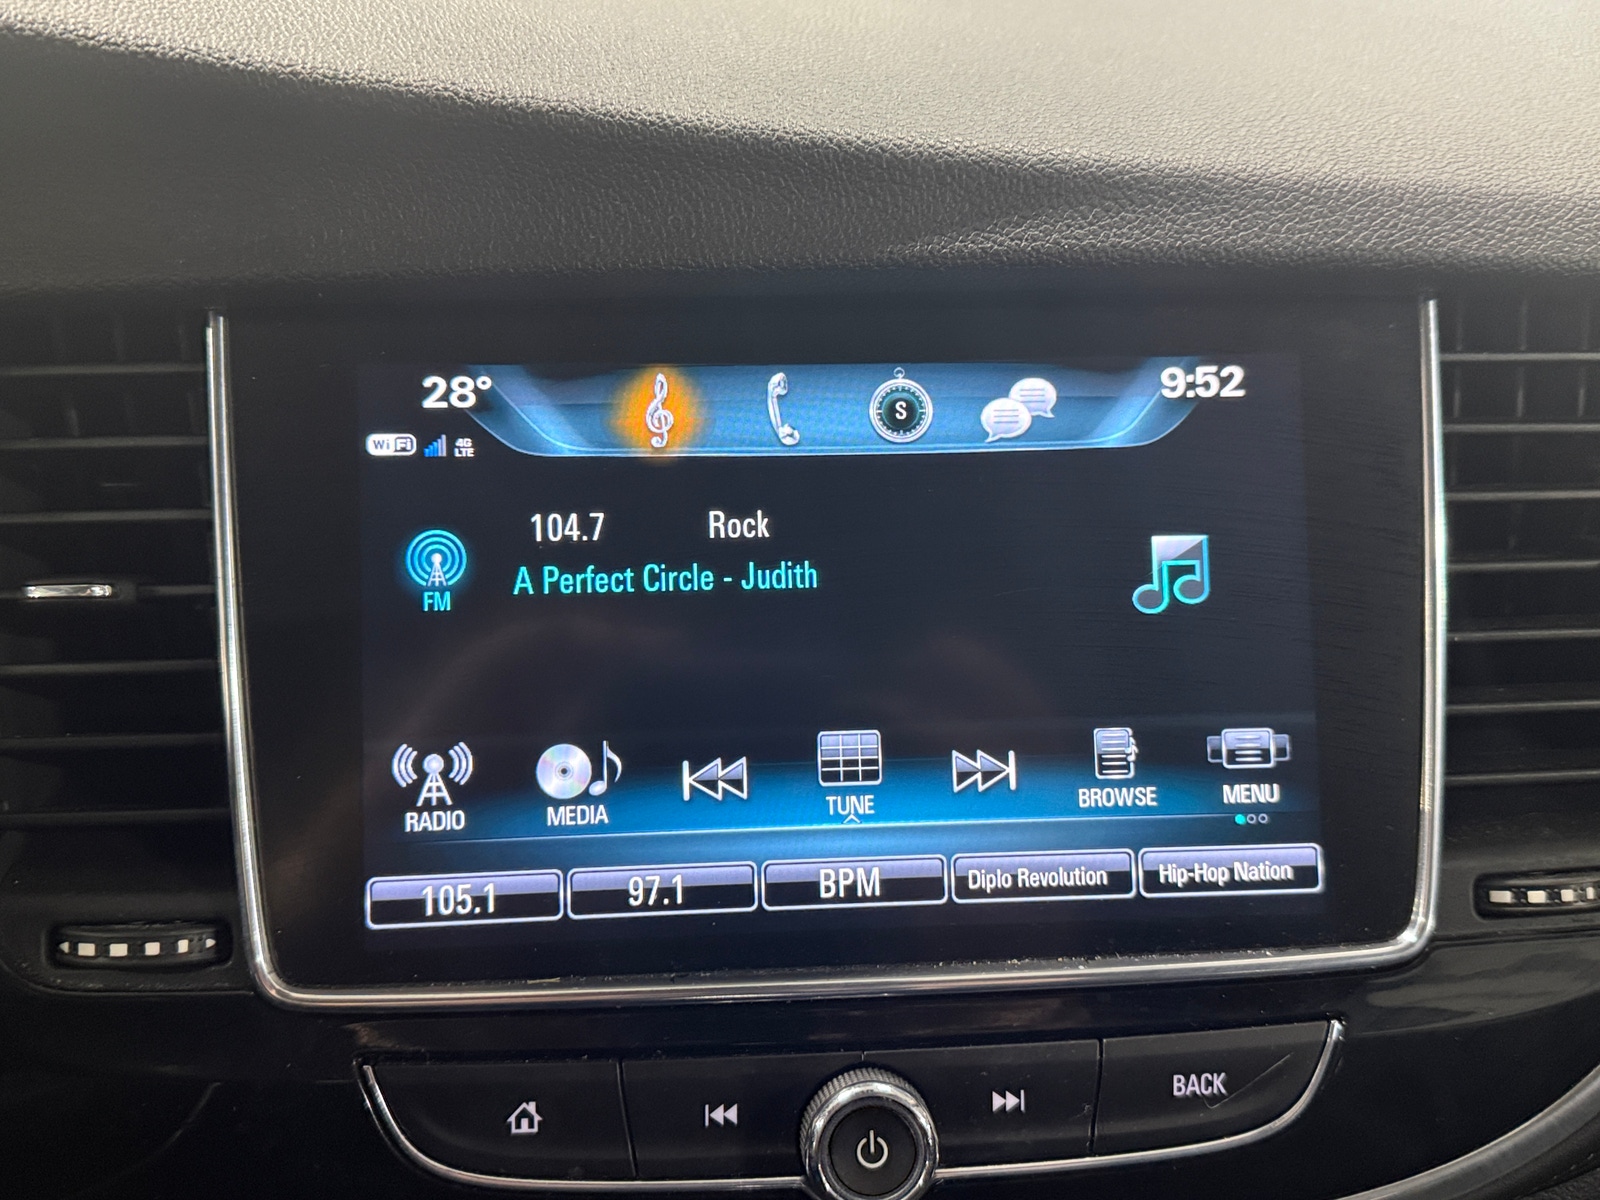 28°
9:52
S
WiFi 4G LTE
104.7 Rock
A Perfect Circle - Judith
FM
RADIO MEDIA TUNE BROWSE MENU
105.1 97.1 BPM Diplo Revolution Hip-Hop Nation
BACK